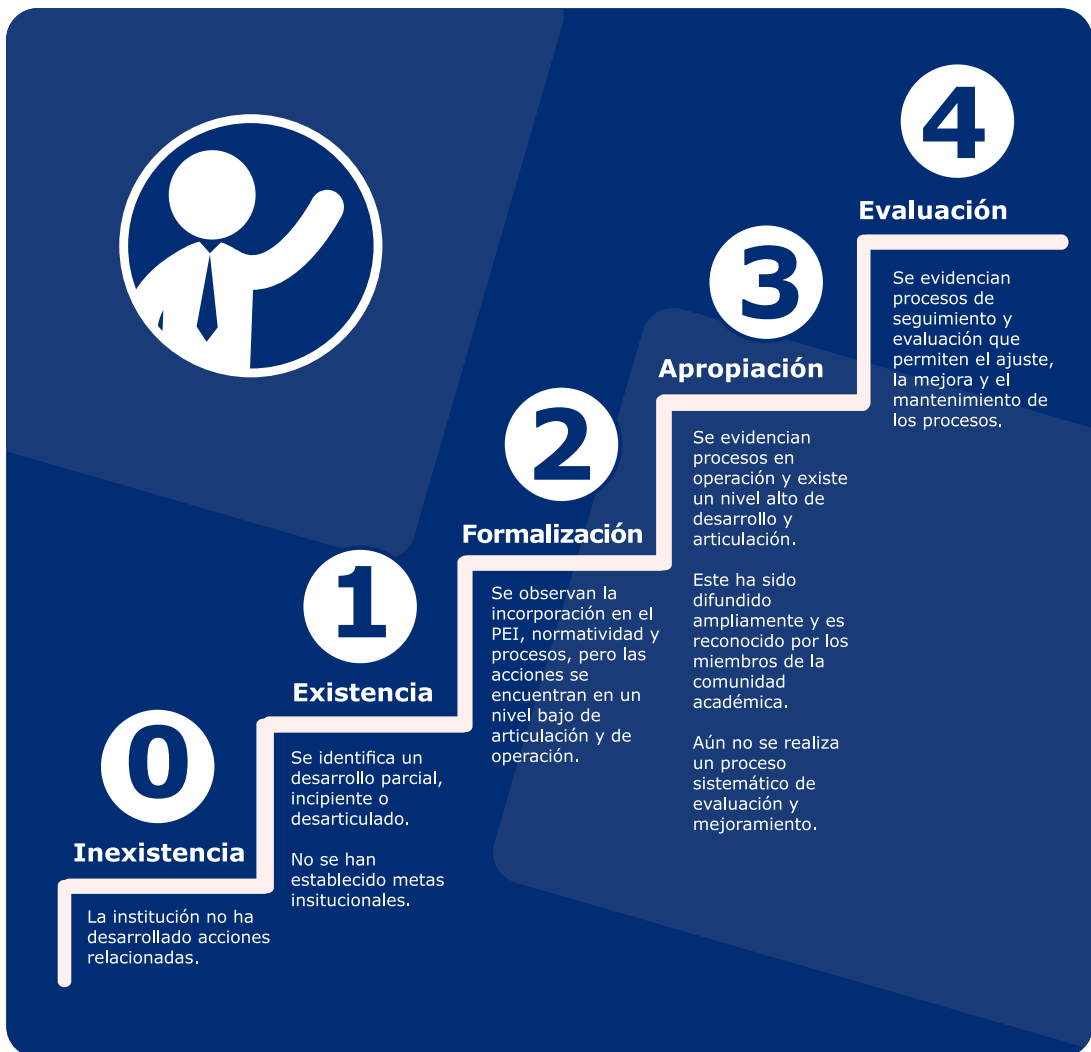 0
Inexistencia
La institución no ha
desarrollado acciones
relacionadas.
1
Existencia
Se identifica un
desarrollo parcial,
incipiente o
desarticulado.
No se han
establecido metas
insitucionales.
2
Formalización
Se observan la
incorporación en el
PEI, normatividad y
procesos, pero las
acciones se
encuentran en un
nivel bajo de
articulación y de
operación.
3
Apropiación
Se evidencian
procesos en
operación y existe
un nivel alto de
desarrollo y
articulación.
Este ha sido
difundido
ampliamente y es
reconocido por los
miembros de la
comunidad
académica.
Aún no se realiza
un proceso
sistemático de
evaluación y
mejoramiento.
4
Evaluación
Se evidencian
procesos de
seguimiento y
evaluación que
permiten el ajuste,
la mejora y el
mantenimiento de
los procesos.